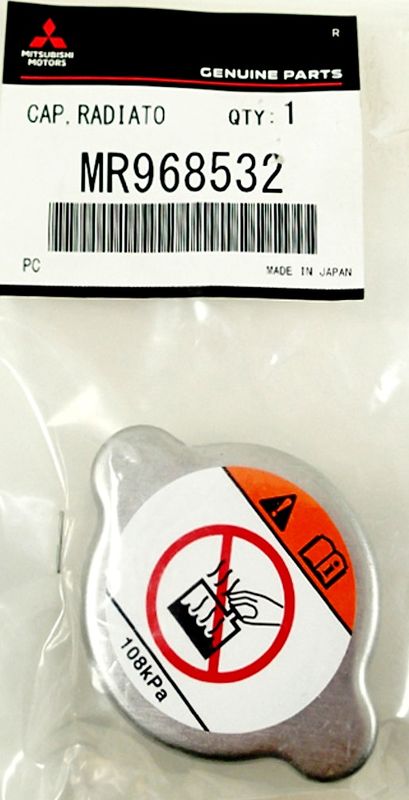 R
MITSUBISHI
MOTORS
GENUINE PARTS
CAP, RADIATO QTY: 1
MR968532
PC
MADE IN JAPAN
108kPa